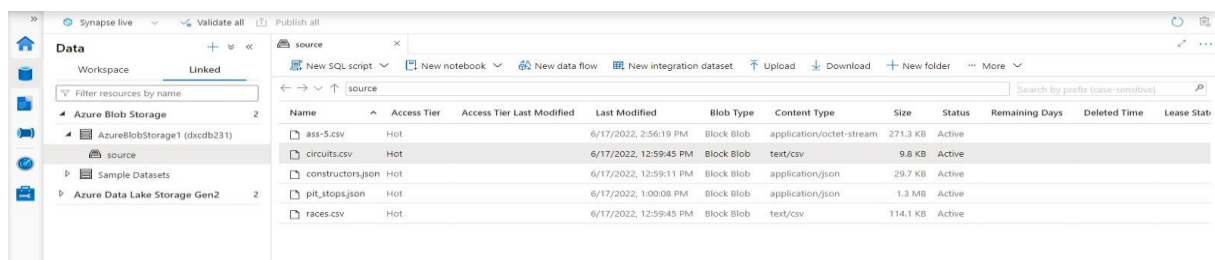 Synapse live Validate all Publish all
Data
Workspace Linked
Filter resources by name
Azure Blob Storage 2
AzureBlobStorage1 (dxcdb231)
source
Sample Datasets
Azure Data Lake Storage Gen2 2
source
New SQL script New notebook New data flow New integration dataset Upload Download New folder More
source Search by prefix (case-sensitive)
Name Access Tier Access Tier Last Modified Last Modified Blob Type Content Type Size Status Remaining Days Deleted Time Lease State
ass-5.csv Hot 6/17/2022, 2:56:19 PM Block Blob application/octet-stream 271.3 KB Active
circuits.csv Hot 6/17/2022, 12:59:45 PM Block Blob text/csv 9.8 KB Active
constructors.json Hot 6/17/2022, 12:59:11 PM Block Blob application/json 29.7 KB Active
pit_stops.json Hot 6/17/2022, 1:00:08 PM Block Blob application/json 1.3 MB Active
races.csv Hot 6/17/2022, 12:59:45 PM Block Blob text/csv 114.1 KB Active